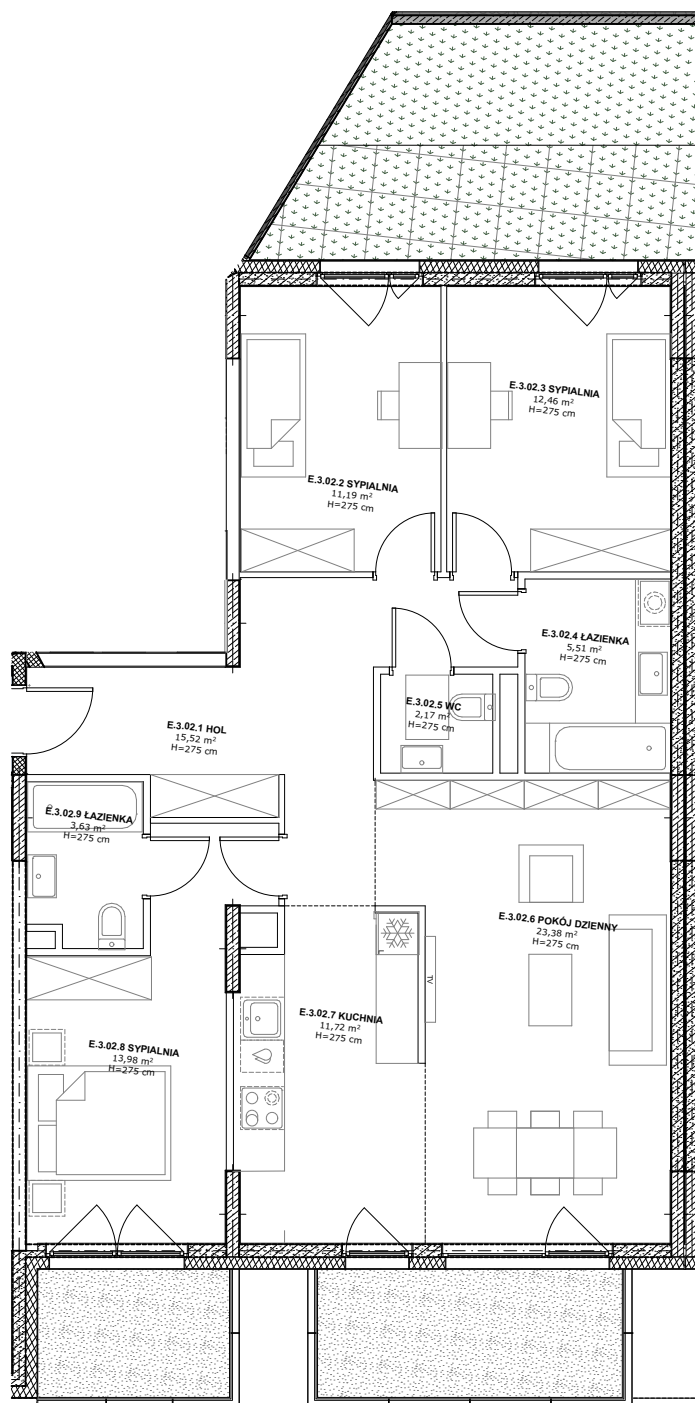 E.3.02.3 SYPIALNIA
12,46 m²
H=275 cm
E.3.02.2 SYPIALNIA
11,19 m²
H=275 cm
E.3.02.4 ŁAZIENKA
5,51 m²
H=275 cm
E.3.02.5 WC
2,17 m²
H=275 cm
E.3.02.1 HOL
15,52 m²
H=275 cm
E.3.02.9 ŁAZIENKA
3,63 m²
H=275 cm
E.3.02.6 POKÓJ DZIENNY
23,38 m²
H=275 cm
TV
E.3.02.7 KUCHNIA
11,72 m²
H=275 cm
E.3.02.8 SYPIALNIA
13,98 m²
H=275 cm